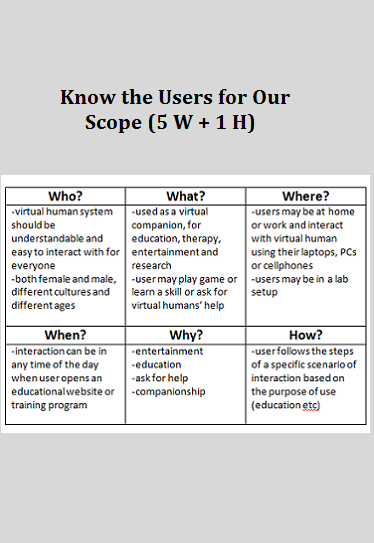 Know the Users for Our
Scope (5 W + 1 H)
Who?
-virtual human system
should be
understandable and
easy to interact with for
everyone
-both female and male,
different cultures and
different ages
What?
-used as a virtual
companion, for
education, therapy,
entertainment and
research
-user may play game or
learn a skill or ask for
virtual humans' help
Where?
-users may be at home
or work and interact
with virtual human
using their laptops, PCs
or cellphones
-users may be in a lab
setup
When?
-interaction can be in
any time of the day
when user opens an
educational website or
training program
Why?
-entertainment
-education
-ask for help
-companionship
How?
-user follows the steps
of a specific scenario of
interaction based on
the purpose of use
(education etc)